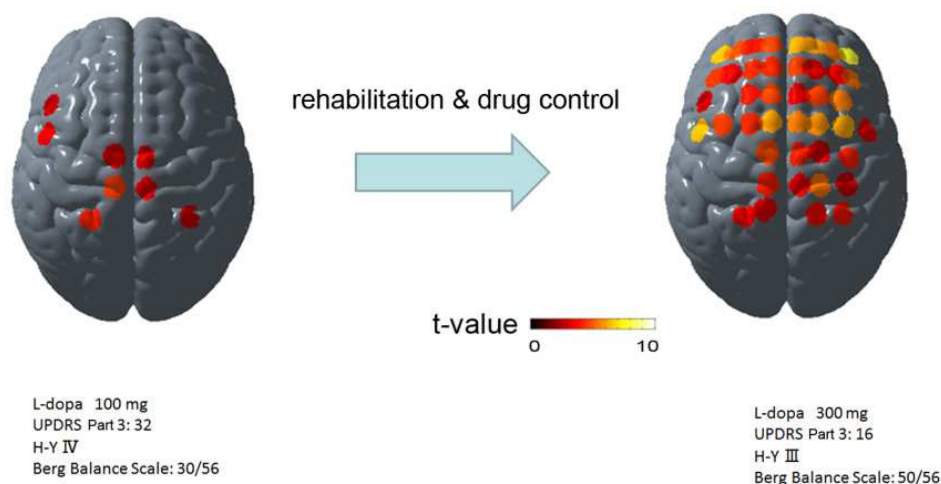 rehabilitation & drug control
t-value
0 10
L-dopa 100 mg
UPDRS Part 3: 32
H-Y Ⅳ
Berg Balance Scale: 30/56
L-dopa 300 mg
UPDRS Part 3: 16
H-Y Ⅲ
Berg Balance Scale: 50/56